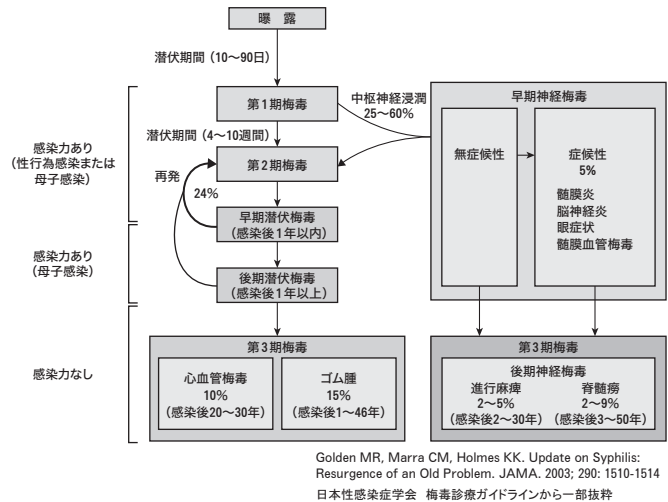 曝 露
潜伏期間（10～90日）
第1期梅毒
中枢神経浸潤
25～60%
潜伏期間（4～10週間）
第2期梅毒
再発
24%
早期潜伏梅毒
（感染後1年以内）
後期潜伏梅毒
（感染後1年以上）
感染力あり
（性行為感染または
母子感染）
感染力あり
（母子感染）
感染力なし
早期神経梅毒
無症候性
症候性
5%
髄膜炎
脳神経炎
眼症状
髄膜血管梅毒
第3期梅毒
心血管梅毒
10%
（感染後20～30年）
ゴム腫
15%
（感染後1～46年）
第3期梅毒
後期神経梅毒
進行麻痺
2～5%
（感染後2～30年）
脊髄癆
2～9%
（感染後3～50年）
Golden MR, Marra CM, Holmes KK. Update on Syphilis:
Resurgence of an Old Problem. JAMA. 2003; 290: 1510-1514
日本性感染症学会 梅毒診療ガイドラインから一部抜粋